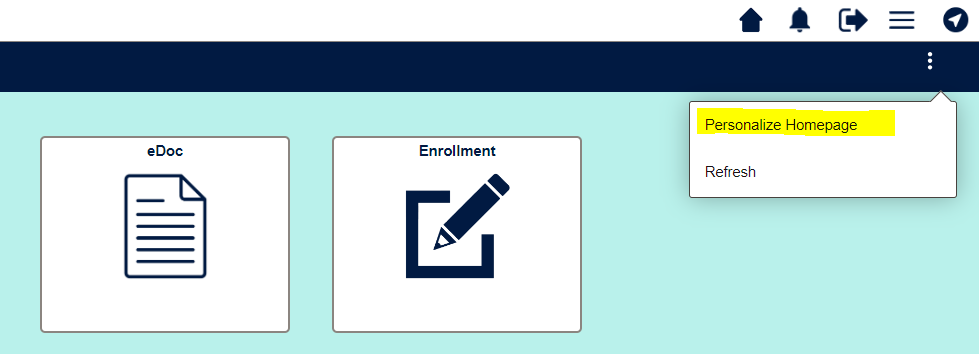 Personalize Homepage
Refresh
eDoc
Enrollment